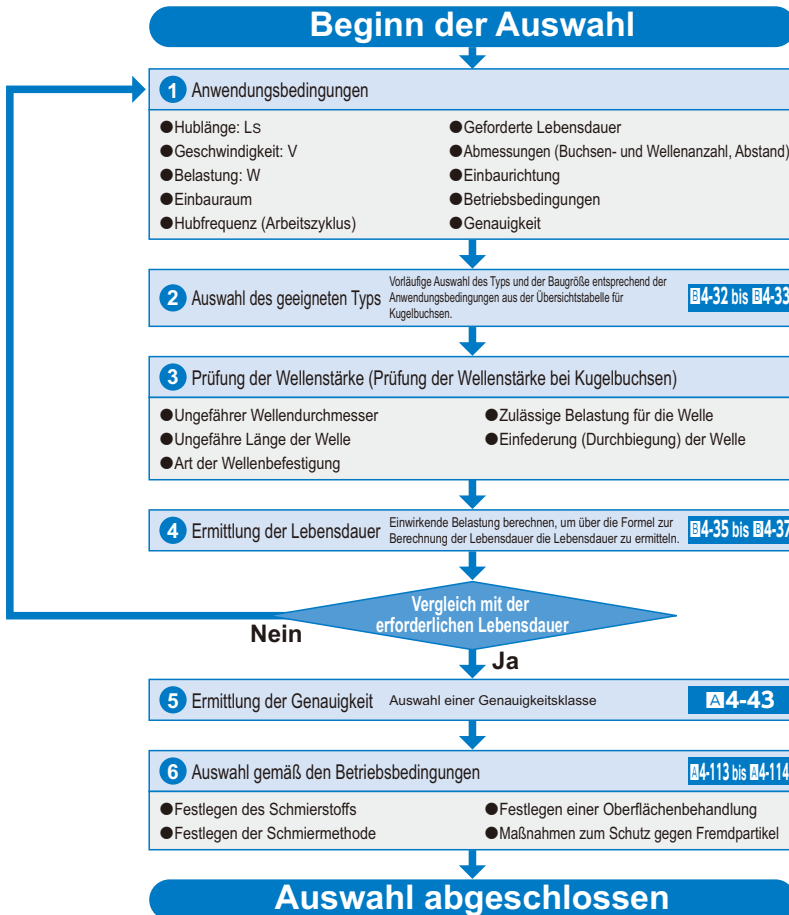 Beginn der Auswahl
1 Anwendungsbedingungen
●Hublänge: Ls
●Geschwindigkeit: V
●Belastung: W
●Einbauraum
●Hubfrequenz (Arbeitszyklus)
●Geforderte Lebensdauer
●Abmessungen (Buchsen- und Wellenanzahl, Abstand)
●Einbaurichtung
●Betriebsbedingungen
●Genauigkeit
2 Auswahl des geeigneten Typs
Vorläufige Auswahl des Typs und der Baugröße entsprechend der
Anwendungsbedingungen aus der Übersichtstabelle für
Kugelbuchsen.
B4-32 bis B4-33
3 Prüfung der Wellenstärke (Prüfung der Wellenstärke bei Kugelbuchsen)
●Ungefährer Wellendurchmesser
●Ungefähre Länge der Welle
●Art der Wellenbefestigung
●Zulässige Belastung für die Welle
●Einfederung (Durchbiegung) der Welle
4 Ermittlung der Lebensdauer
Einwirkende Belastung berechnen, um über die Formel zur
Berechnung der Lebensdauer die Lebensdauer zu ermitteln.
B4-35 bis B4-37
Vergleich mit der
erforderlichen Lebensdauer
Nein
Ja
5 Ermittlung der Genauigkeit
Auswahl einer Genauigkeitsklasse
A4-43
6 Auswahl gemäß den Betriebsbedingungen
A4-113 bis A4-114
●Festlegen des Schmierstoffs
●Festlegen der Schmiermethode
●Festlegen einer Oberflächenbehandlung
●Maßnahmen zum Schutz gegen Fremdpartikel
Auswahl abgeschlossen